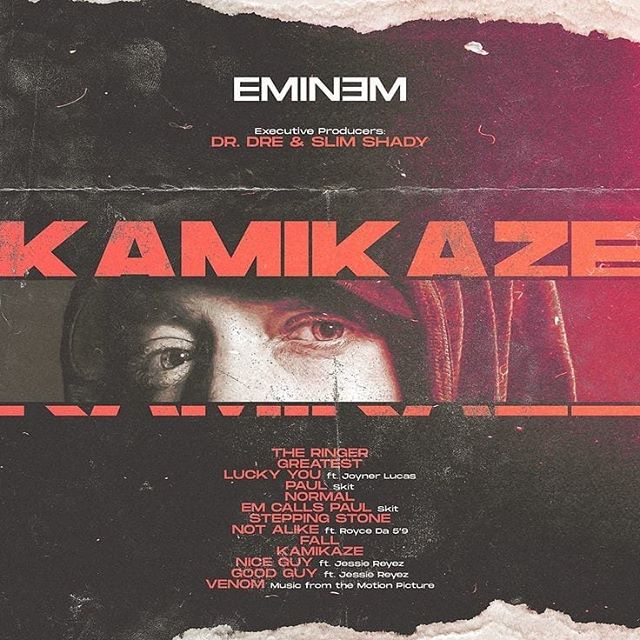 EMINƎM
Executive Producers:
DR. DRE & SLIM SHADY
KAMIKAZE
KAMIKAZE
THE RINGER
GREATEST
LUCKY YOU ft. Joyner Lucas
PAUL Skit
NORMAL
EM CALLS PAUL Skit
STEPPING STONE
NOT ALIKE ft. Royce Da 5'9
FALL
KAMIKAZE
NICE GUY ft. Jessie Reyez
GOOD GUY ft. Jessie Reyez
VENOM Music from the Motion Picture